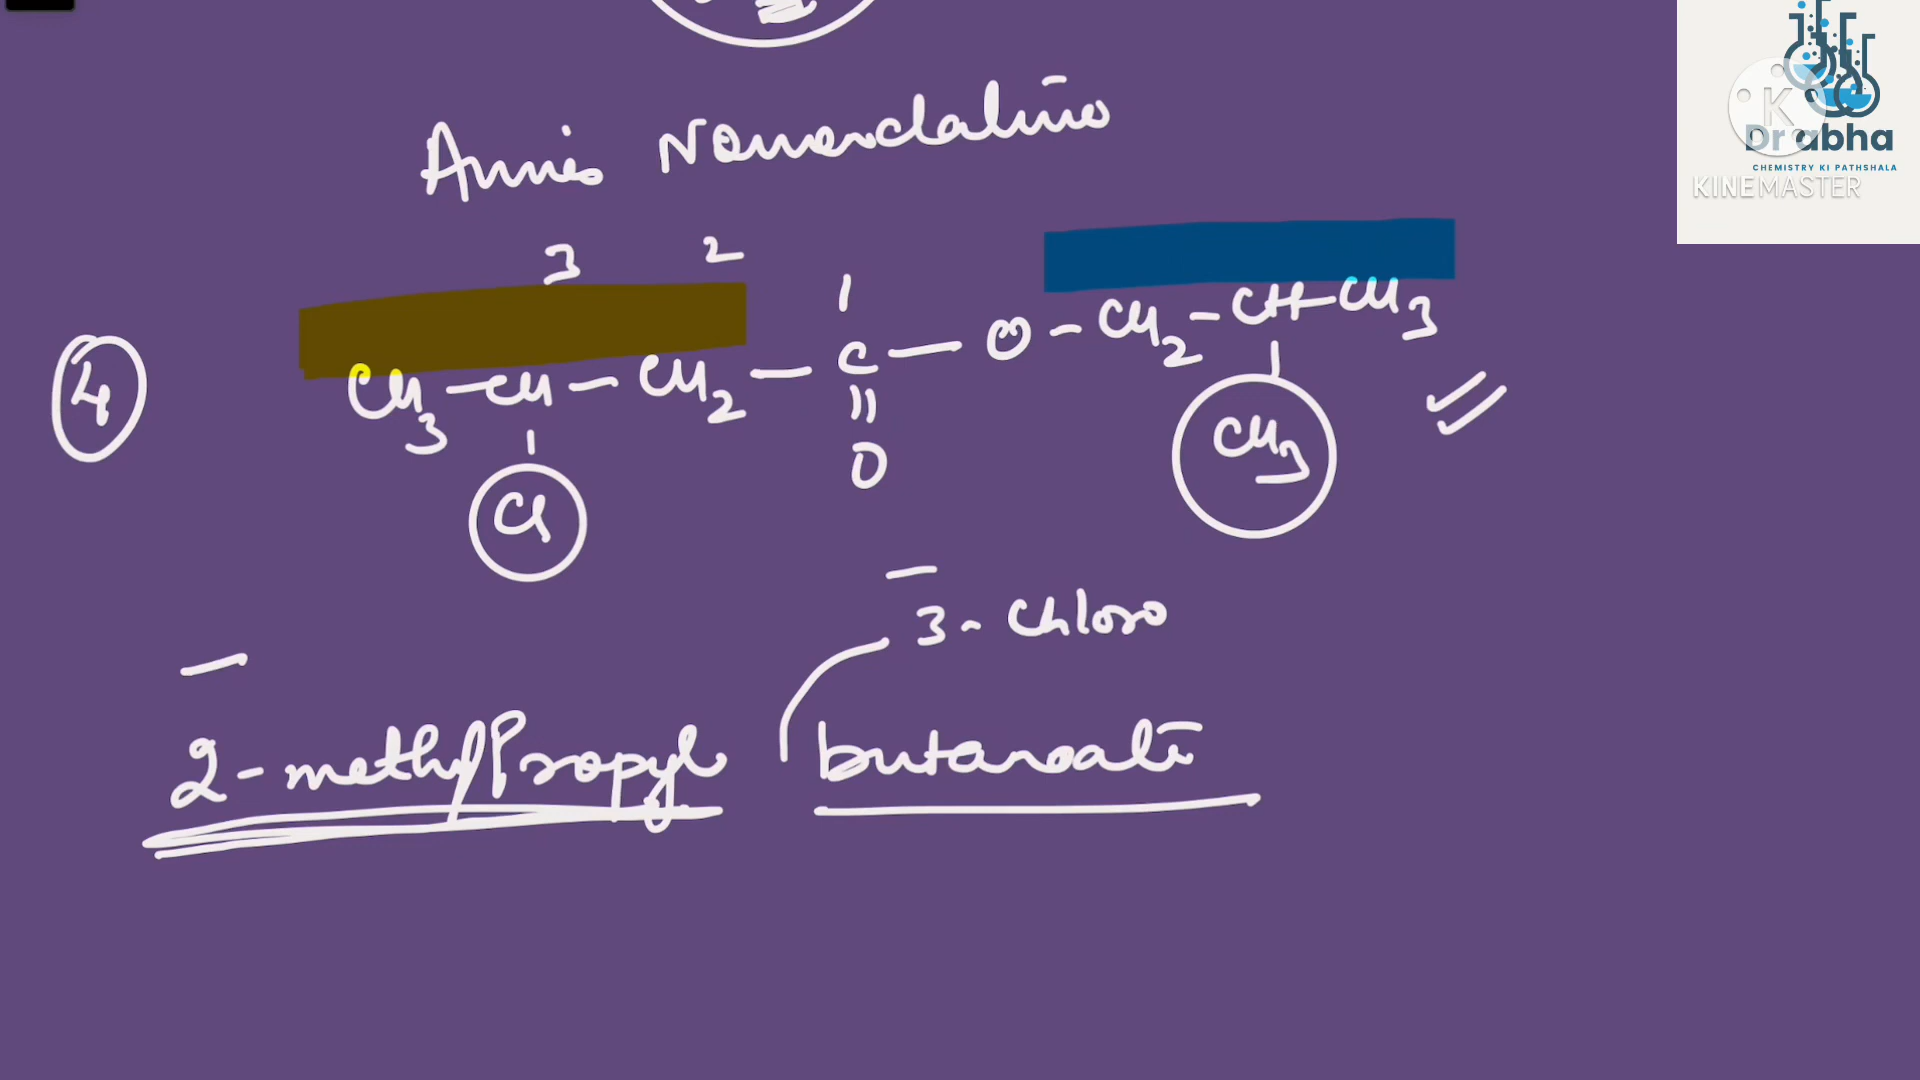 Dr abha
CHEMISTRY KI PATHSHALA
KINEMASTER
Nomenclature
3 2 1
4
CH3 - CH - CH2 - C - O - CH2 - CH - CH3
Cl O CH3
3-Chloro
2-methylPropyl butanoate